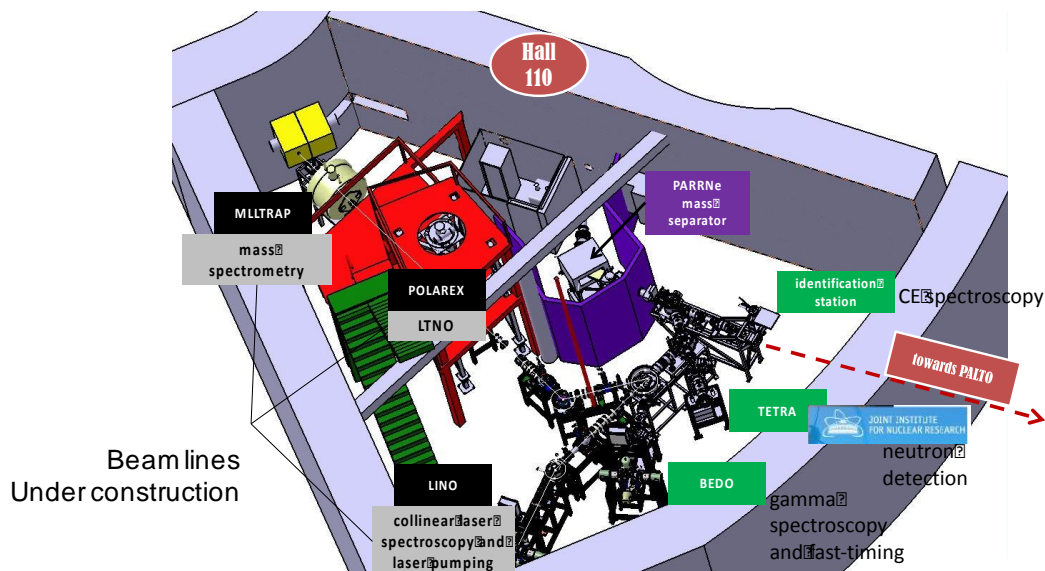 Hall
110
PARRNe
mass
separator
MLLTRAP
mass
spectrometry
POLAREX
LTNO
identification
station
CE spectroscopy
towards PALTO
TETRA
JOINT INSTITUTE
FOR NUCLEAR RESEARCH
neutron
detection
Beam lines
Under construction
LINO
collinear laser
spectroscopy and
laser pumping
BEDO
gamma
spectroscopy
and fast-timing